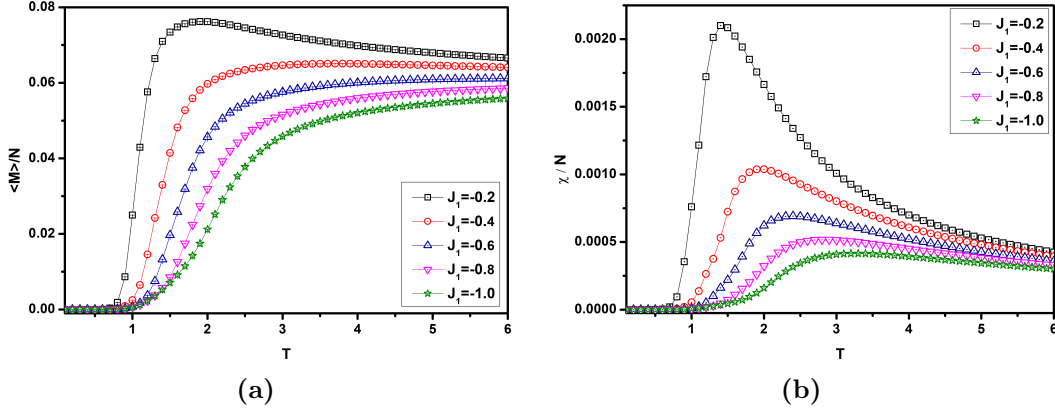 <M>/N
0.08
0.06
0.04
0.02
0.00
1
2
3
4
5
6
T
J₁=-0.2
J₁=-0.4
J₁=-0.6
J₁=-0.8
J₁=-1.0
(a)
χ / N
0.0020
0.0015
0.0010
0.0005
0.0000
1
2
3
4
5
6
T
J₁=-0.2
J₁=-0.4
J₁=-0.6
J₁=-0.8
J₁=-1.0
(b)